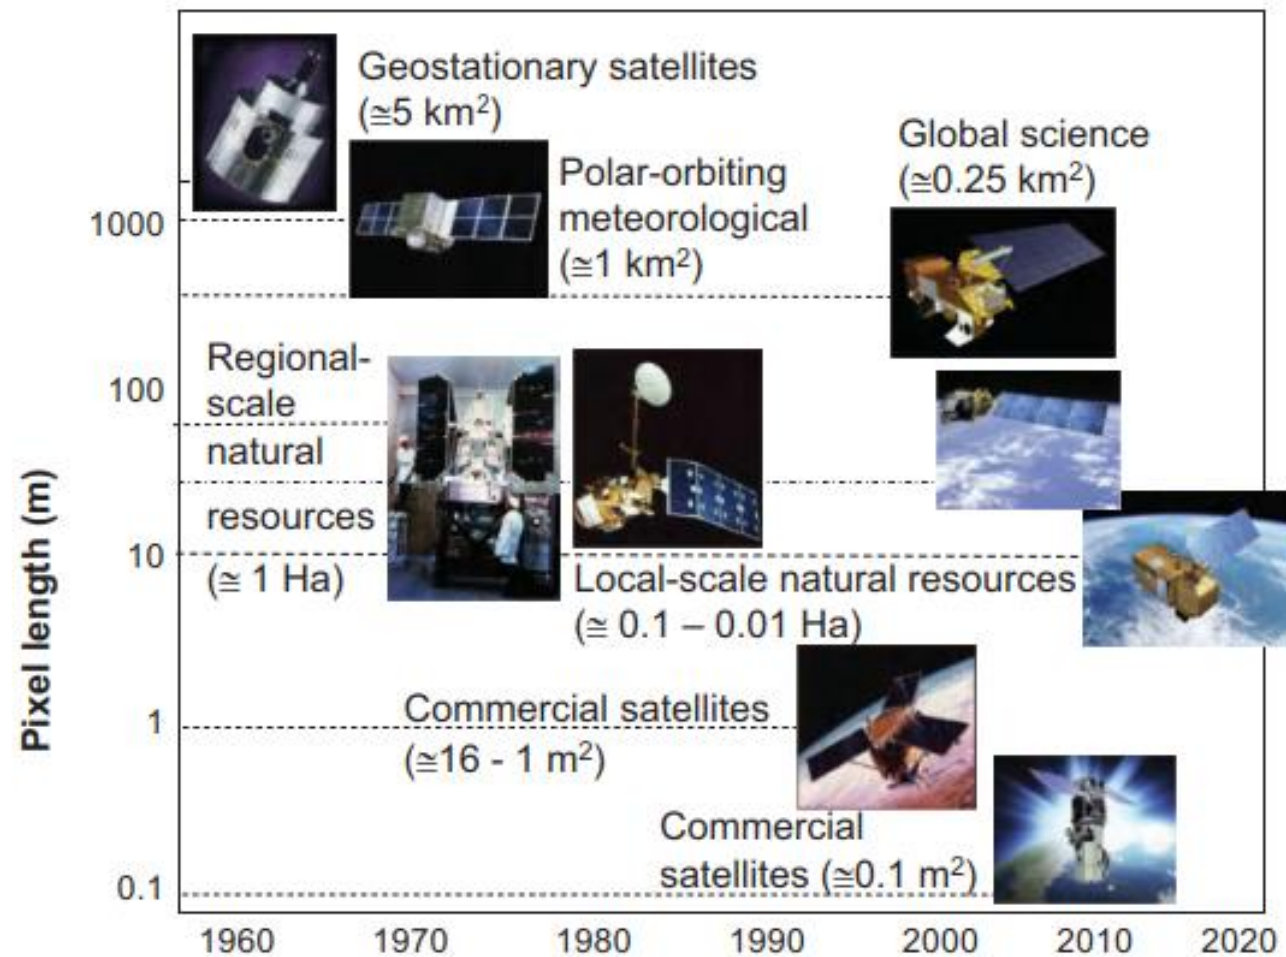 Geostationary satellites
(≅5 km²)
Global science
(≅0.25 km²)
Polar-orbiting
meteorological
(≅1 km²)
1000
Regional-
scale
natural
resources
(≅ 1 Ha)
100
10
Local-scale natural resources
(≅ 0.1 – 0.01 Ha)
Commercial satellites
(≅16 - 1 m²)
1
Commercial
satellites (≅0.1 m²)
0.1
Pixel length (m)
1960 1970 1980 1990 2000 2010 2020